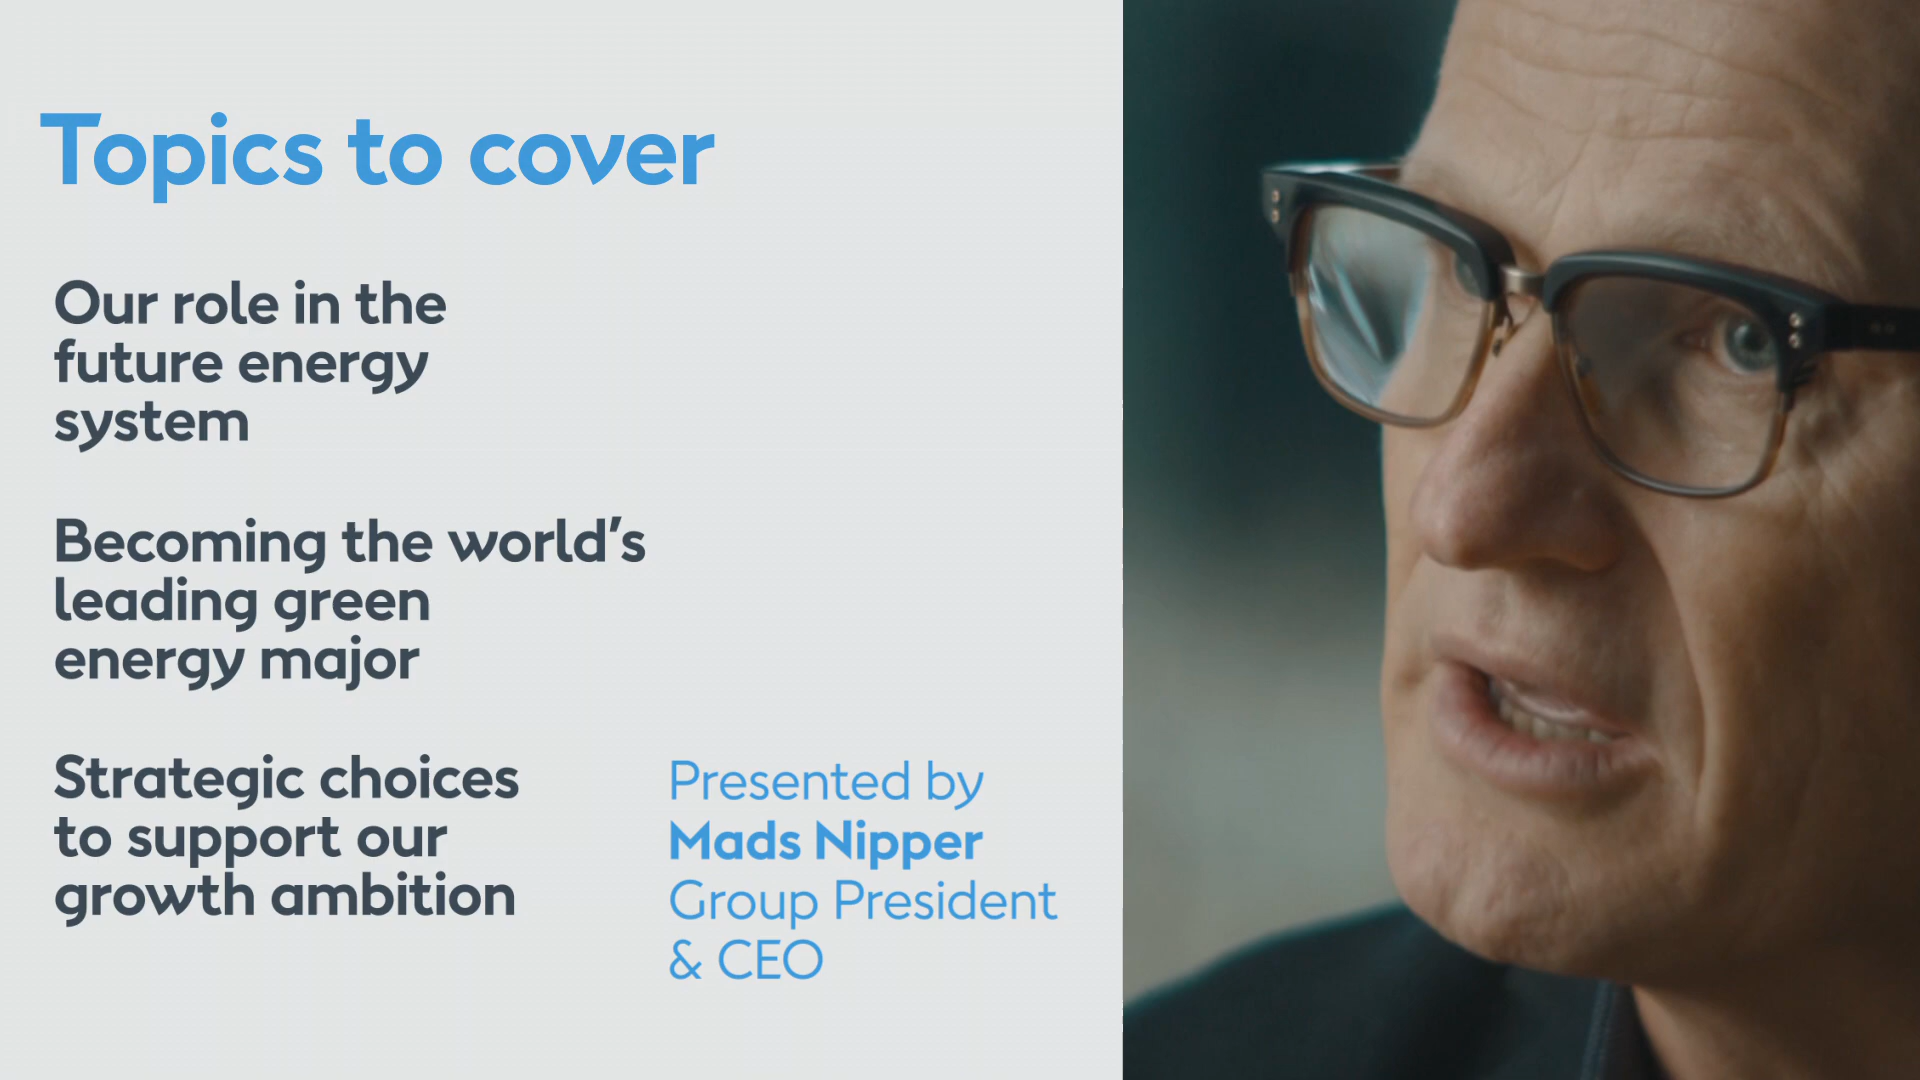 Topics to cover
Our role in the
future energy
system
Becoming the world's
leading green
energy major
Strategic choices
to support our
growth ambition
Presented by
Mads Nipper
Group President
& CEO